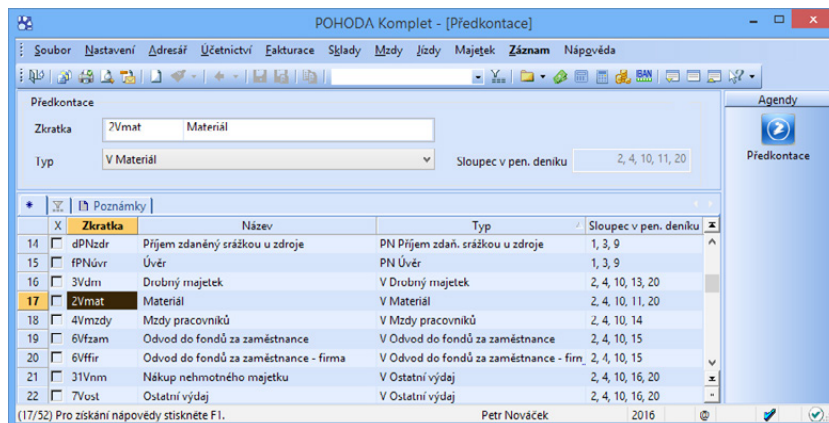 POHODA Komplet - [Předkontace]
Soubor Nastavení Adresář Účetnictví Fakturace Sklady Mzdy Jízdy Majetek Záznam Nápověda
IBAN
Předkontace
Agendy
Zkratka 2Vmat Materiál
Typ V Materiál Sloupec v pen. deníku 2, 4, 10, 11, 20
Předkontace
Poznámky
X Zkratka Název Typ Sloupec v pen. deníku
14 dPNzdr Příjem zdaněný srážkou u zdroje PN Příjem zdaň. srážkou u zdroje 1, 3, 9
15 fPNúvr Úvěr PN Úvěr 1, 3, 9
16 3Vdm Drobný majetek V Drobný majetek 2, 4, 10, 13, 20
17 2Vmat Materiál V Materiál 2, 4, 10, 11, 20
18 4Vmzdy Mzdy pracovníků V Mzdy pracovníků 2, 4, 10, 14
19 6Vfzam Odvod do fondů za zaměstnance V Odvod do fondů za zaměstnance 2, 4, 10, 15
20 6Vffir Odvod do fondů za zaměstnance - firma V Odvod do fondů za zaměstnance - firn 2, 4, 10, 15
21 31Vnm Nákup nehmotného majetku V Ostatní výdaj 2, 4, 10, 16, 20
22 7Vost Ostatní výdaj V Ostatní výdaj 2, 4, 10, 16, 20
(17/52) Pro získání nápovědy stiskněte F1. Petr Nováček 2016 @